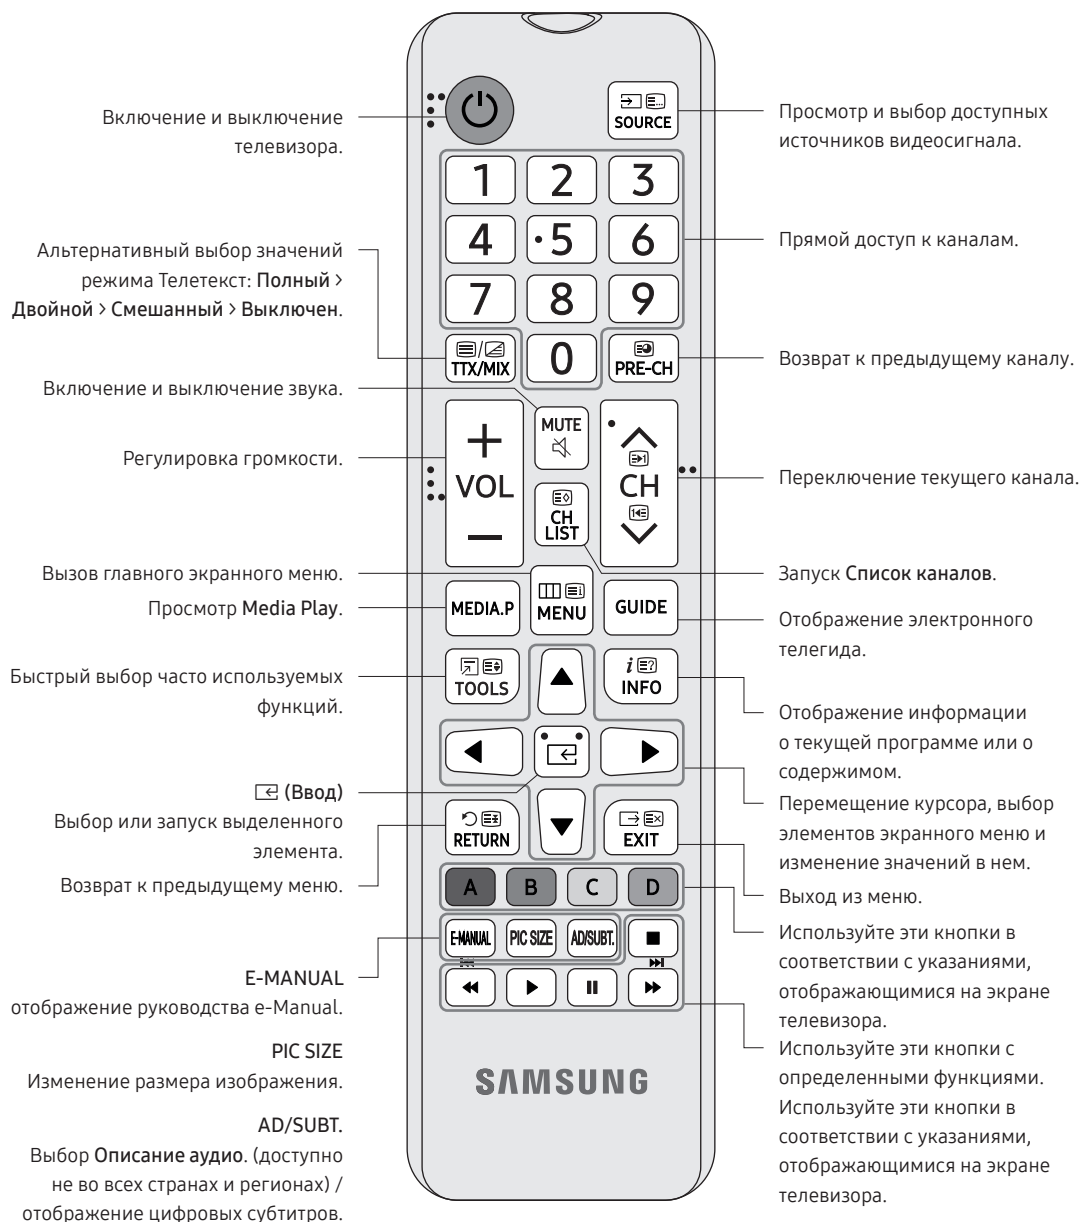 Включение и выключение
телевизора.
Альтернативный выбор значений
режима Телетекст: Полный >
Двойной > Смешанный > Выключен.
Включение и выключение звука.
Регулировка громкости.
Вызов главного экранного меню.
Просмотр Media Play.
Быстрый выбор часто используемых
функций.
(Ввод)
Выбор или запуск выделенного
элемента.
Возврат к предыдущему меню.
E-MANUAL
отображение руководства e-Manual.
PIC SIZE
Изменение размера изображения.
AD/SUBT.
Выбор Описание аудио. (доступно
не во всех странах и регионах) /
отображение цифровых субтитров.
SOURCE
1 2 3
4 5 6
7 8 9
TTX/MIX 0 PRE-CH
MUTE
VOL
CH
CH
LIST
MEDIA.P
MENU
GUIDE
TOOLS
INFO
RETURN
EXIT
A B C D
E-MANUAL PIC SIZE AD/SUBT.
SAMSUNG
Просмотр и выбор доступных
источников видеосигнала.
Прямой доступ к каналам.
Возврат к предыдущему каналу.
Переключение текущего канала.
Запуск Список каналов.
Отображение электронного
телегида.
Отображение информации
о текущей программе или о
содержимом.
Перемещение курсора, выбор
элементов экранного меню и
изменение значений в нем.
Выход из меню.
Используйте эти кнопки в
соответствии с указаниями,
отображающимися на экране
телевизора.
Используйте эти кнопки с
определенными функциями.
Используйте эти кнопки в
соответствии с указаниями,
отображающимися на экране
телевизора.